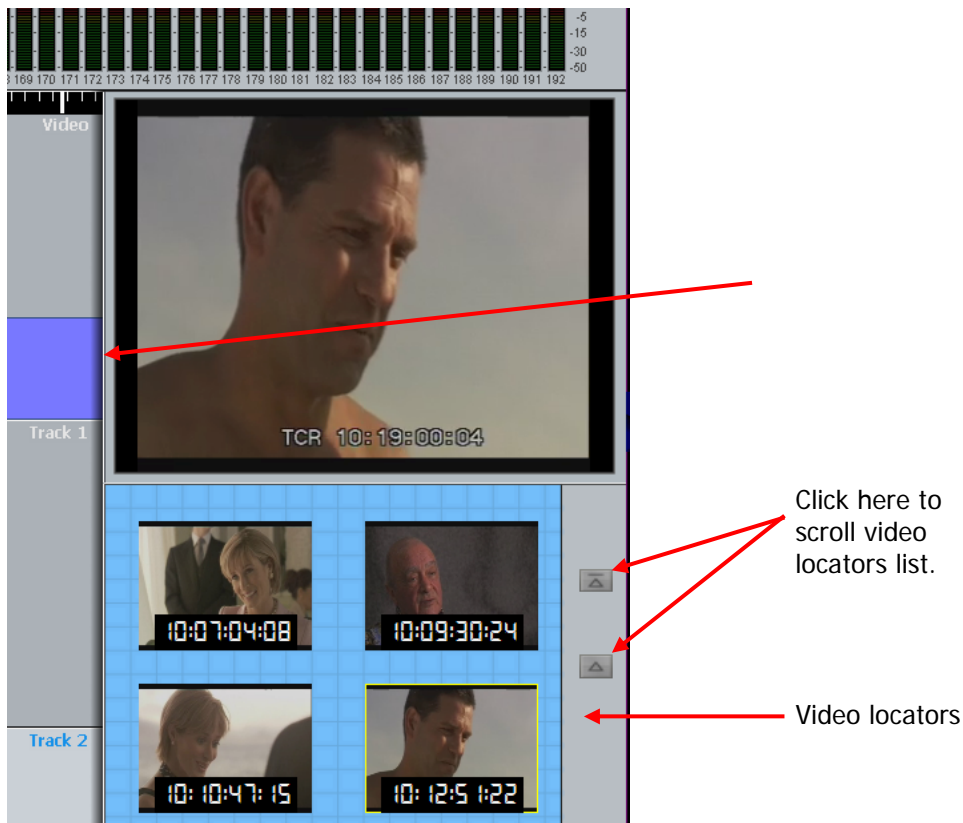 -5
-15
-30
-50
169 170 171 172 173 174 175 176 177 178 179 180 181 182 183 184 185 186 187 188 189 190 191 192
Video
Track 1
TCR 10:19:00:04
Click here to
scroll video
locators list.
10:07:04:08
10:09:30:24
Video locators
Track 2
10:10:47:15
10:12:51:22